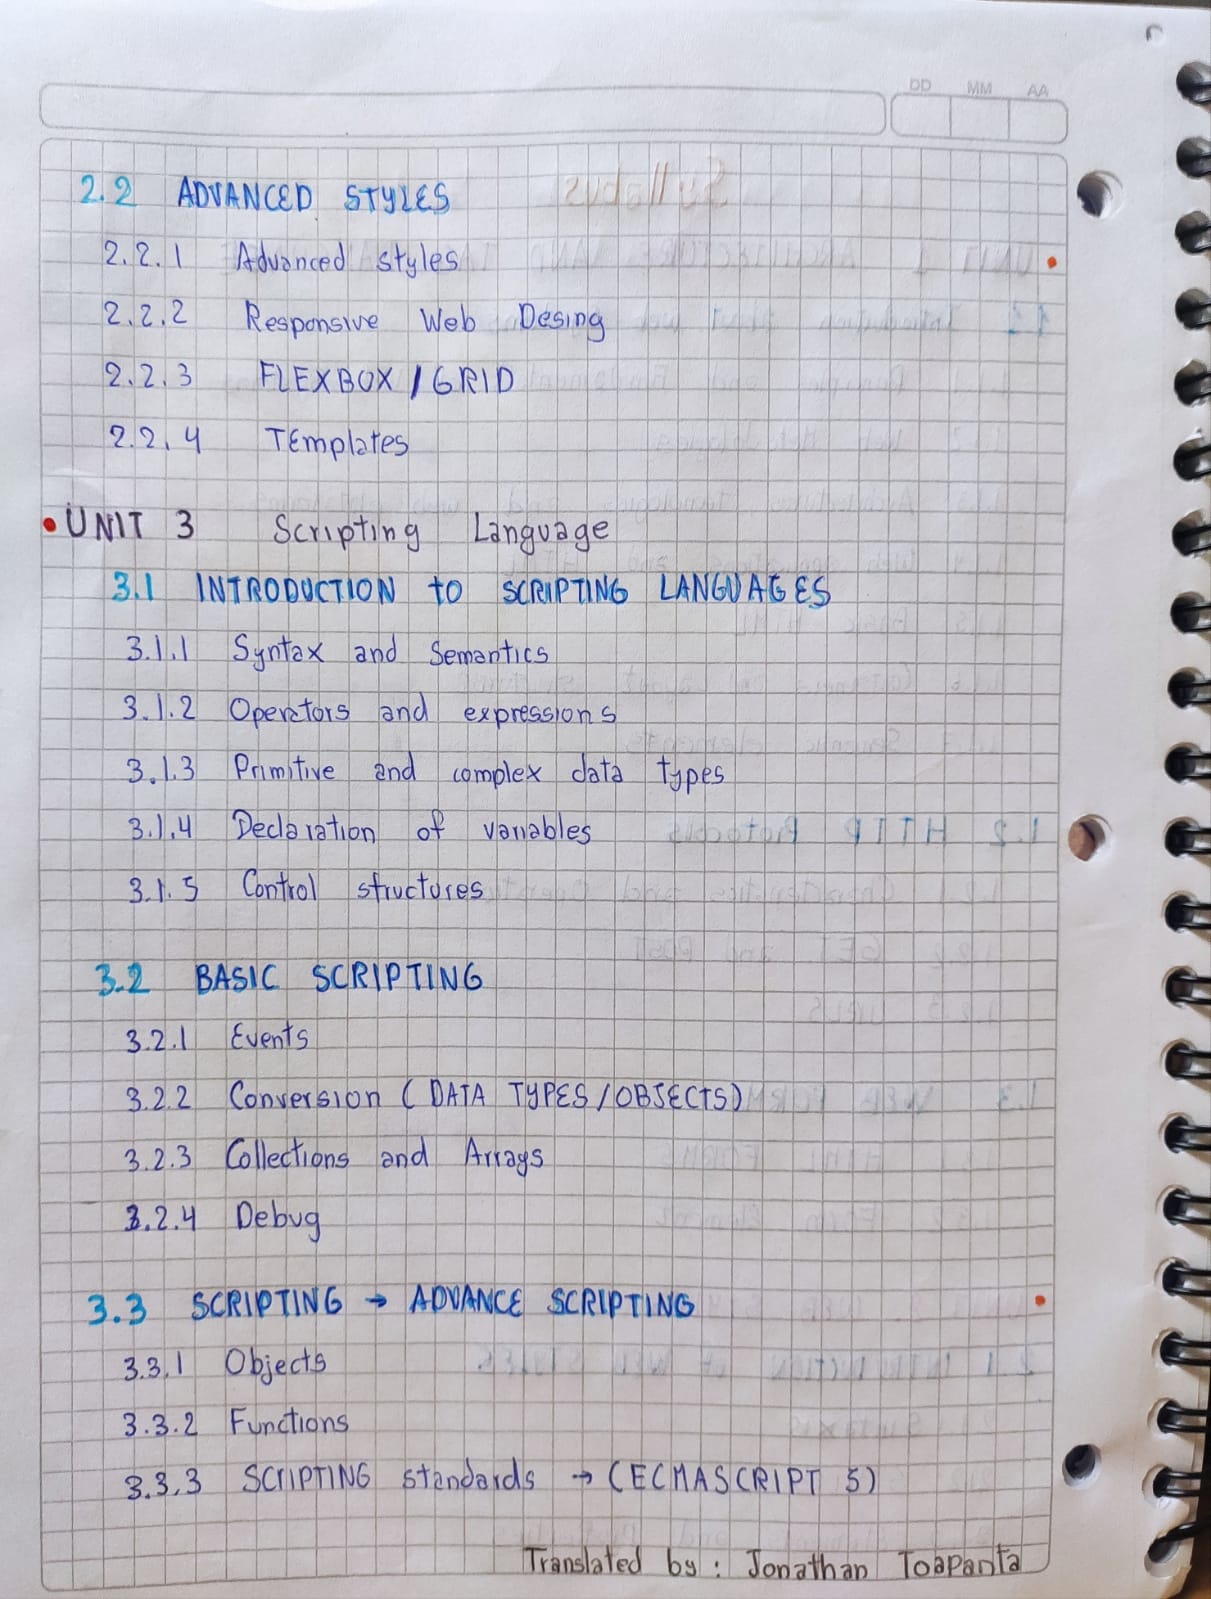 DD MM AA
2.2 ADVANCED STYLES
2.2.1 Advanced styles
2.2.2 Responsive Web Desing
2.2.3 FLEXBOX / GRID
2.2.4 TEmplates
• UNIT 3 Scripting Language
3.1 INTRODUCTION to SCRIPTING LANGUAGES
3.1.1 Syntax and Semantics
3.1.2 Operators and expressions
3.1.3 Primitive and complex data types
3.1.4 Declaration of variables
3.1.5 Control structures
3.2 BASIC SCRIPTING
3.2.1 Events
3.2.2 Conversion (DATA TYPES / OBJECTS)
3.2.3 Collections and Arrays
3.2.4 Debug
3.3 SCRIPTING → ADVANCE SCRIPTING
3.3.1 Objects
3.3.2 Functions
3.3.3 SCRIPTING standards → (ECMASCRIPT 5)
Translated by: Jonathan Toapanta